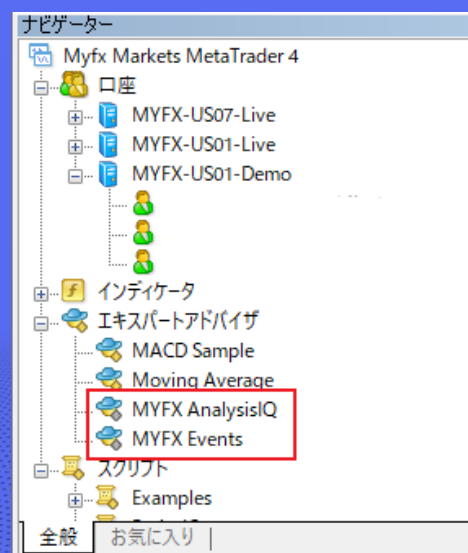 ナビゲーター
Myfx Markets MetaTrader 4
口座
MYFX-US07-Live
MYFX-US01-Live
MYFX-US01-Demo
インディケータ
エキスパートアドバイザ
MACD Sample
Moving Average
MYFX AnalysisIQ
MYFX Events
スクリプト
Examples
全般 お気に入り